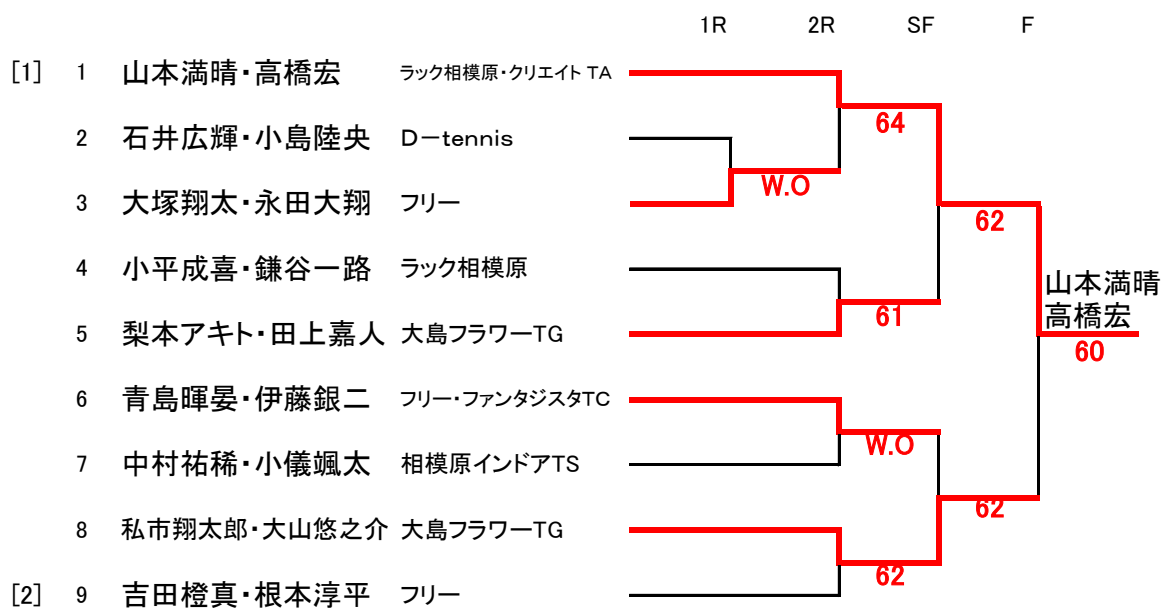 1R 2R SF F
[1] 1 山本満晴・高橋宏 ラック相模原・クリエイト TA
64
2 石井広輝・小島陸央 D－tennis
W.O
3 大塚翔太・永田大翔 フリー
62
4 小平成喜・鎌谷一路 ラック相模原
山本満晴
高橋宏
61
5 梨本アキト・田上嘉人 大島フラワーTG
60
6 青島暉晏・伊藤銀二 フリー・ファンタジスタTC
W.O
7 中村祐稀・小儀颯太 相模原インドアTS
62
8 私市翔太郎・大山悠之介 大島フラワーTG
62
[2] 9 吉田橙真・根本淳平 フリー